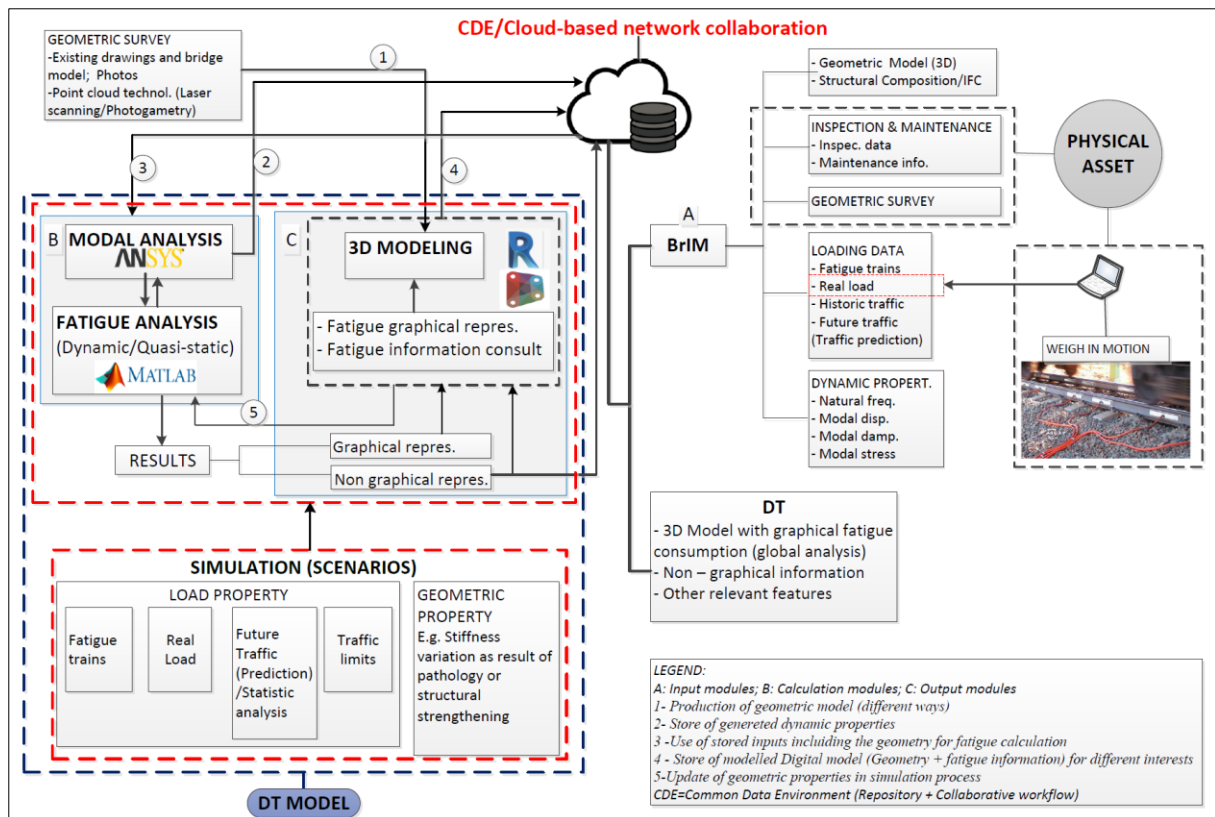 CDE/Cloud-based network collaboration
GEOMETRIC SURVEY
-Existing drawings and bridge
model;  Photos
-Point cloud technol. (Laser
scanning/Photogametry)
1
3
2
4
B
MODAL ANALYSIS
ANSYS
FATIGUE ANALYSIS
(Dynamic/Quasi-static)
MATLAB
5
RESULTS
C
3D MODELING
R
- Fatigue graphical repres.
- Fatigue information consult
Graphical repres.
Non graphical repres.
SIMULATION (SCENARIOS)
LOAD PROPERTY
Fatigue
trains
Real
Load
Future
Traffic
(Prediction)
/Statistic
analysis
Traffic
limits
GEOMETRIC
PROPERTY
E.g. Stiffness
variation as result of
pathology or
structural
strengthening
DT MODEL
A
BrIM
- Geometric Model (3D)
- Structural Composition/IFC
INSPECTION & MAINTENANCE
- Inspec. data
- Maintenance info.
GEOMETRIC SURVEY
LOADING DATA
- Fatigue trains
- Real load
- Historic traffic
- Future traffic
(Traffic prediction)
DYNAMIC PROPERT.
- Natural freq.
- Modal disp.
- Modal damp.
- Modal stress
PHYSICAL
ASSET
WEIGH IN MOTION
DT
- 3D Model with graphical fatigue
consumption (global analysis)
- Non – graphical information
- Other relevant features
LEGEND:
A: Input modules; B: Calculation modules; C: Output modules
1- Production of geometric model (different ways)
2- Store of genereted dynamic properties
3 -Use of stored inputs incluiding the geometry for fatigue calculation
4 - Store of modelled Digital model (Geometry + fatigue information) for different interests
5-Update of geometric properties in simulation process
CDE=Common Data Environment (Repository + Collaborative workflow)